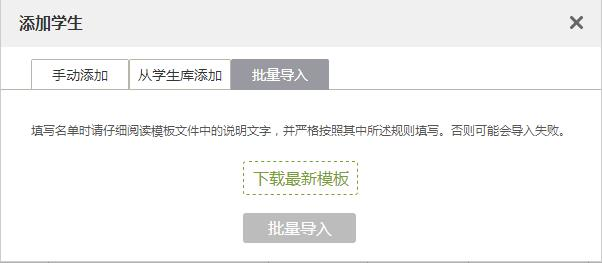 添加学生
手动添加 从学生库添加 批量导入
填写名单时请仔细阅读模板文件中的说明文字，并严格按照其中所述规则填写。否则可能会导入失败。
下载最新模板
批量导入